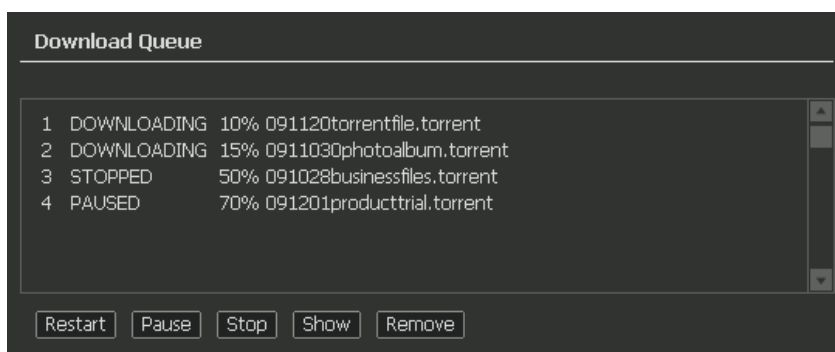 Download Queue
1 DOWNLOADING 10% 091120torrentfile.torrent
2 DOWNLOADING 15% 0911030photoalbum.torrent
3 STOPPED 50% 091028businessfiles.torrent
4 PAUSED 70% 091201producttrial.torrent
Restart Pause Stop Show Remove